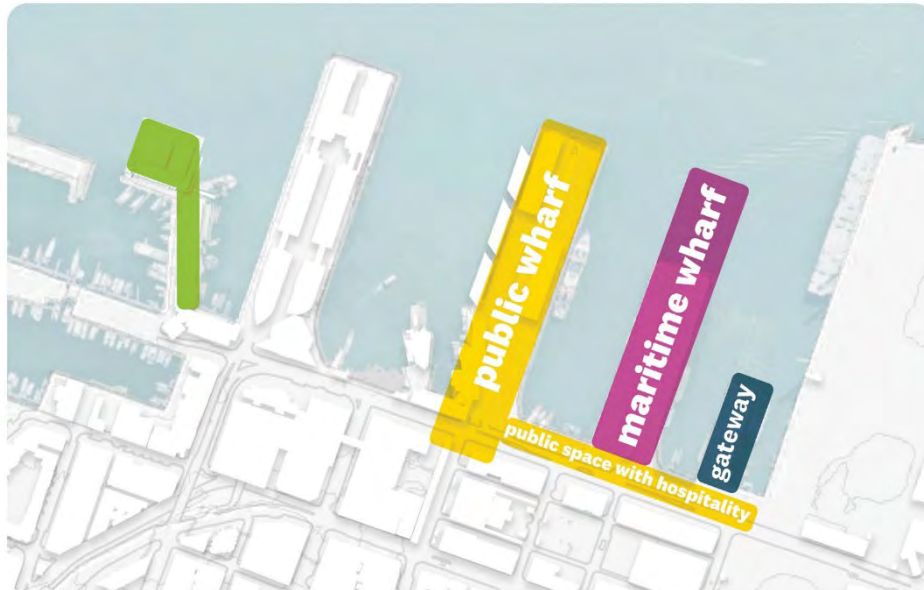 public wharf
maritime wharf
gateway
public space with hospitality